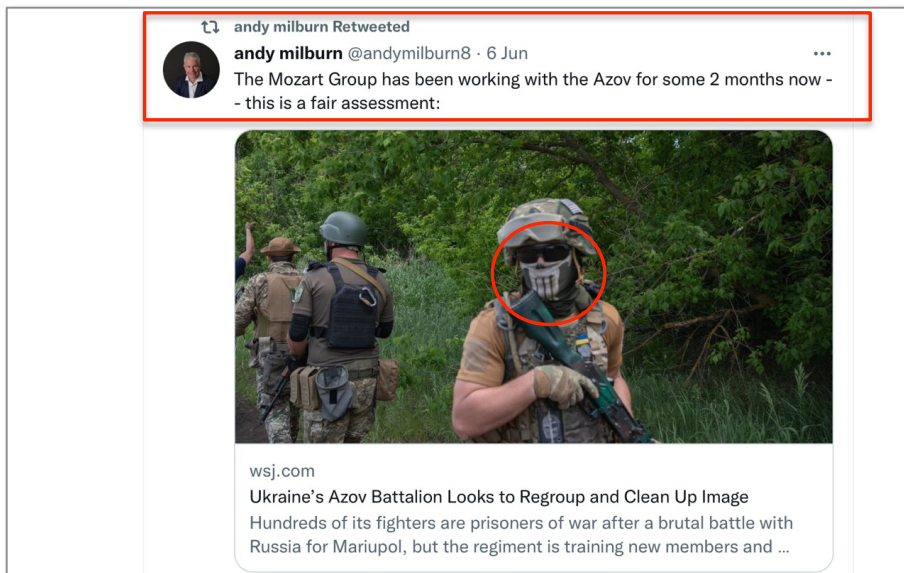 andy milburn Retweeted
andy milburn @andymilburn8 · 6 Jun
The Mozart Group has been working with the Azov for some 2 months now -
- this is a fair assessment:
wsj.com
Ukraine's Azov Battalion Looks to Regroup and Clean Up Image
Hundreds of its fighters are prisoners of war after a brutal battle with
Russia for Mariupol, but the regiment is training new members and ...